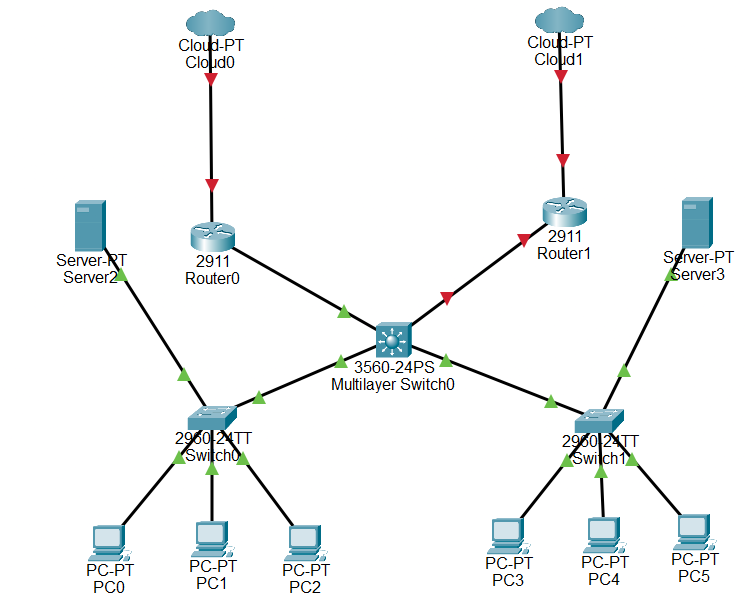 Cloud-PT
Cloud0
Cloud-PT
Cloud1
Server-PT
Server2
2911
Router0
2911
Router1
Server-PT
Server3
3560-24PS
Multilayer Switch0
2960-24TT
Switch0
2960-24TT
Switch1
PC-PT
PC0
PC-PT
PC1
PC-PT
PC2
PC-PT
PC3
PC-PT
PC4
PC-PT
PC5